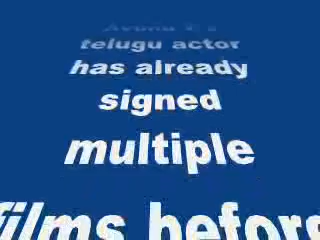 telugu actor
has already
signed
multiple
films before